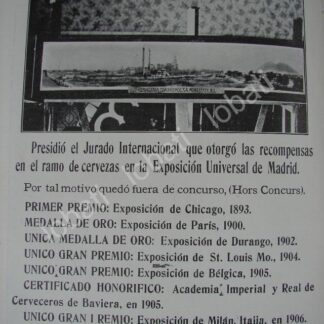 Presidió el Jurado Internacional que otorgó las recompensas
en el ramo de cervezas en la Exposición Universal de Madrid.
Por tal motivo quedó fuera de concurso, (Hors Concurs).
PRIMER PREMIO: Exposición de Chicago, 1893.
MEDALLA DE ORO: Exposición de París, 1900.
UNICA MEDALLA DE ORO: Exposición de Durango, 1902.
UNICO GRAN PREMIO: Exposición de St. Louis Mo., 1904.
UNICO GRAN PREMIO: Exposición de Bélgica, 1905.
CERTIFICADO HONORIFICO: Academia Imperial y Real de
Cerveceros de Baviera, en 1905.
UNICO GRAN PREMIO: Exposición de Milán, Italia, en 1906.